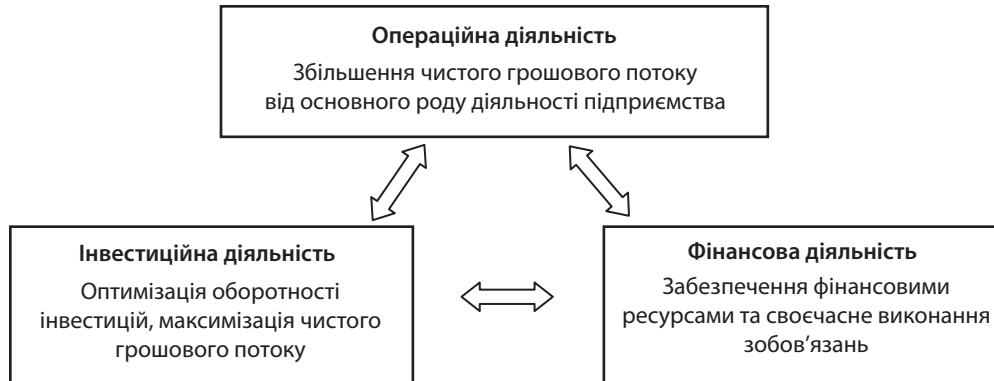 Операційна діяльність
Збільшення чистого грошового потоку
від основного роду діяльності підприємства
Інвестиційна діяльність
Оптимізація оборотності
інвестицій, максимізація чистого
грошового потоку
Фінансова діяльність
Забезпечення фінансовими
ресурсами та своєчасне виконання
зобов’язань